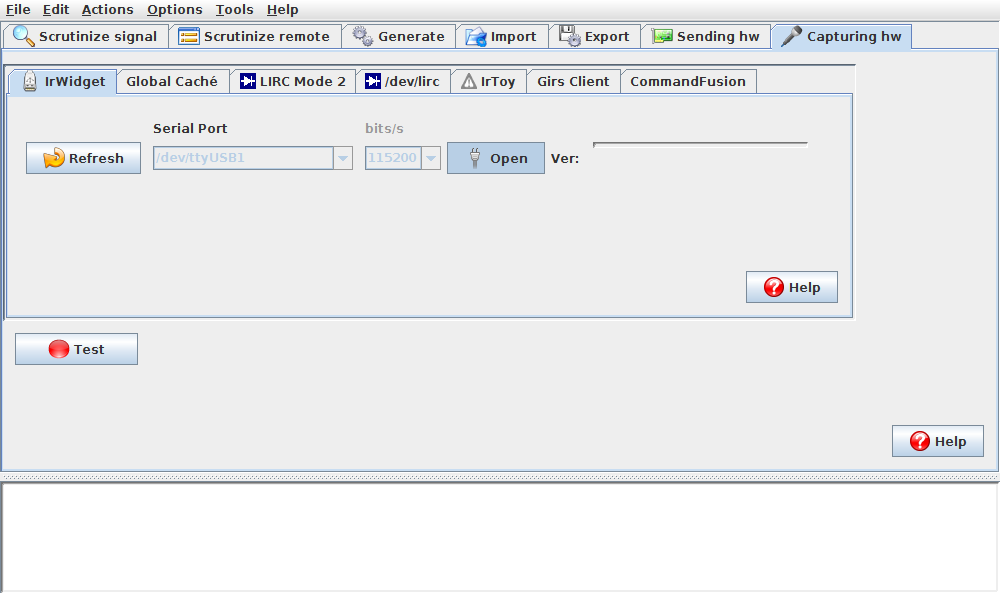 File Edit Actions Options Tools Help
Scrutinize signal Scrutinize remote Generate Import Export Sending hw Capturing hw
IrWidget Global Caché LIRC Mode 2 /dev/lirc IrToy Girs Client CommandFusion
Serial Port bits/s
Refresh /dev/ttyUSB1 115200 Open Ver:
Help
Test
Help